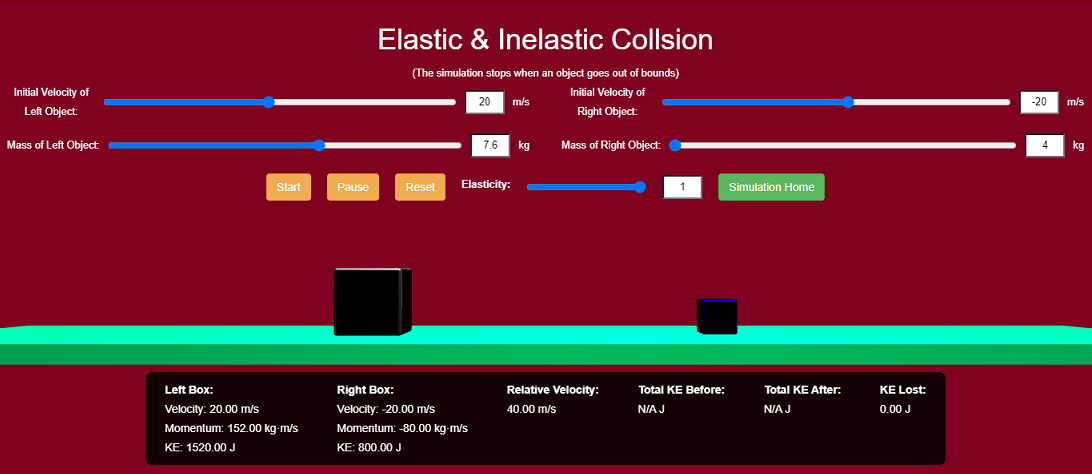 Elastic & Inelastic Collsion
(The simulation stops when an object goes out of bounds)
Initial Velocity of
Left Object:
20
m/s
Initial Velocity of
Right Object:
-20
m/s
Mass of Left Object:
7.6
kg
Mass of Right Object:
4
kg
Start
Pause
Reset
Elasticity:
1
Simulation Home
Left Box:
Velocity: 20.00 m/s
Momentum: 152.00 kg·m/s
KE: 1520.00 J
Right Box:
Velocity: -20.00 m/s
Momentum: -80.00 kg·m/s
KE: 800.00 J
Relative Velocity:
40.00 m/s
Total KE Before:
N/A J
Total KE After:
N/A J
KE Lost:
0.00 J